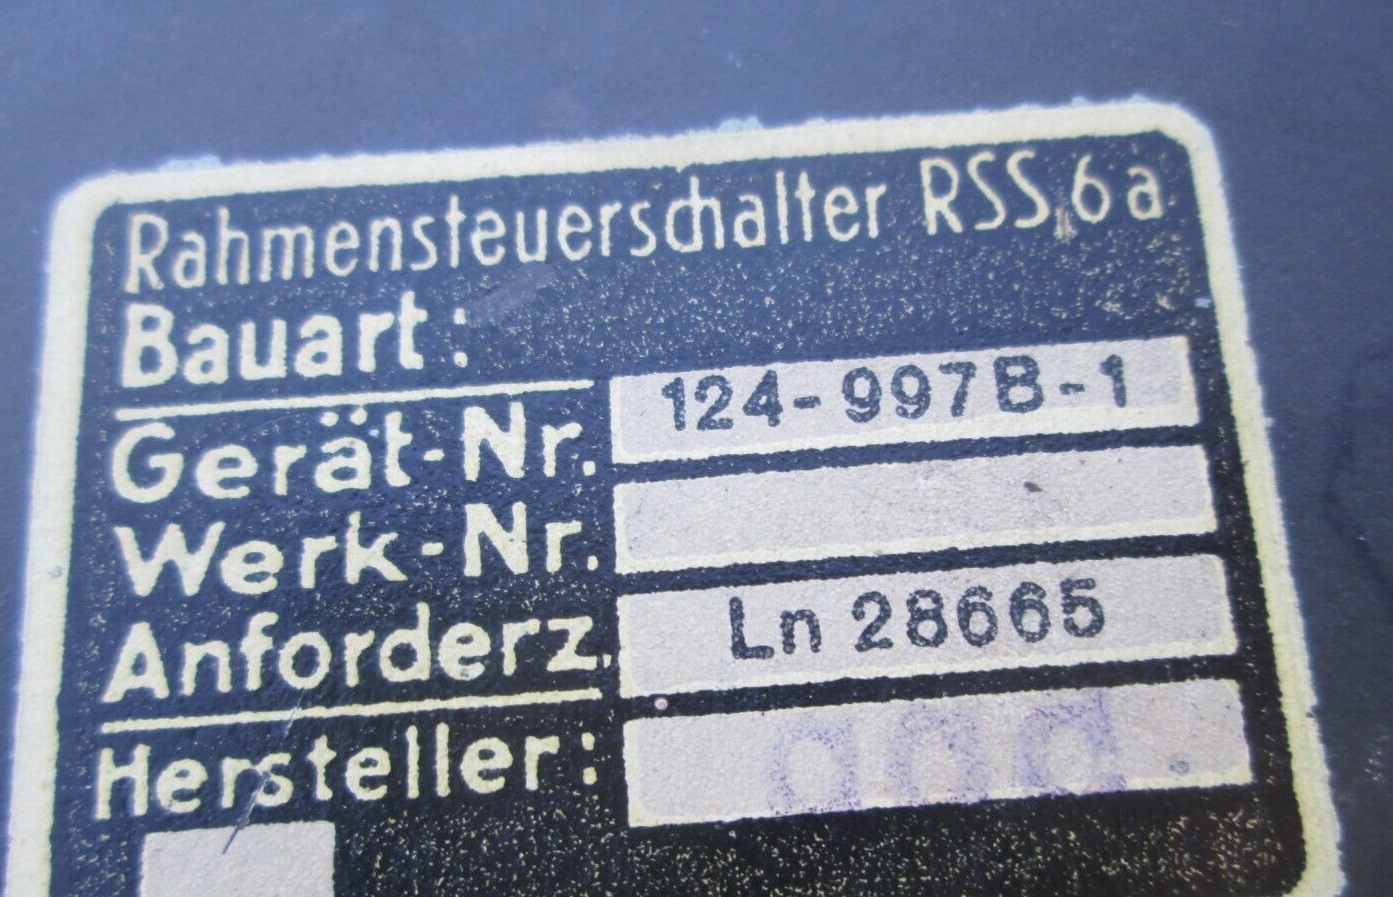 Rahmensteuerschalter RSS 6a
Bauart:
Gerät-Nr. 124-997B-1
Werk-Nr.
Anforderz. Ln 28665
Hersteller: